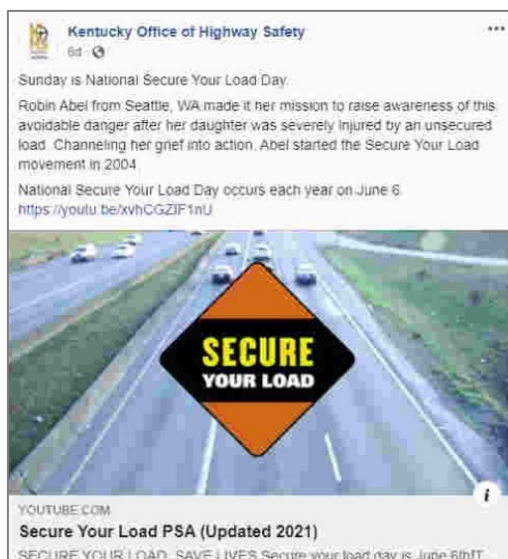 Kentucky Office of Highway Safety
6d
Sunday is National Secure Your Load Day.
Robin Abel from Seattle, WA made it her mission to raise awareness of this
avoidable danger after her daughter was severely injured by an unsecured
load. Channeling her grief into action, Abel started the Secure Your Load
movement in 2004
National Secure Your Load Day occurs each year on June 6.
https://youtu.be/xvhCGZIF1nU
SECURE
YOUR LOAD
i
YOUTUBE.COM
Secure Your Load PSA (Updated 2021)
SECURE YOUR LOAD, SAVE LIVES Secure your load day is June 6th!